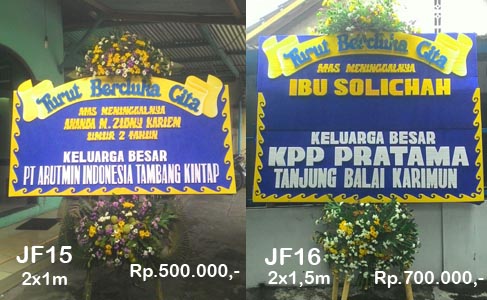 Turut Berduka Cita
ATAS MENINGGALNYA
ANANDA M. ZIDNY KARIEM
UMUR 2 TAHUN
KELUARGA BESAR
PT ARUTMIN INDONESIA TAMBANG KINTAP
JF15
2x1m
Rp.500.000,-
Turut Berduka Cita
ATAS MENINGGALNYA
IBU SOLICHAH
KELUARGA BESAR
KPP PRATAMA
TANJUNG BALAI KARIMUN
JF16
2x1,5m
Rp.700.000,-